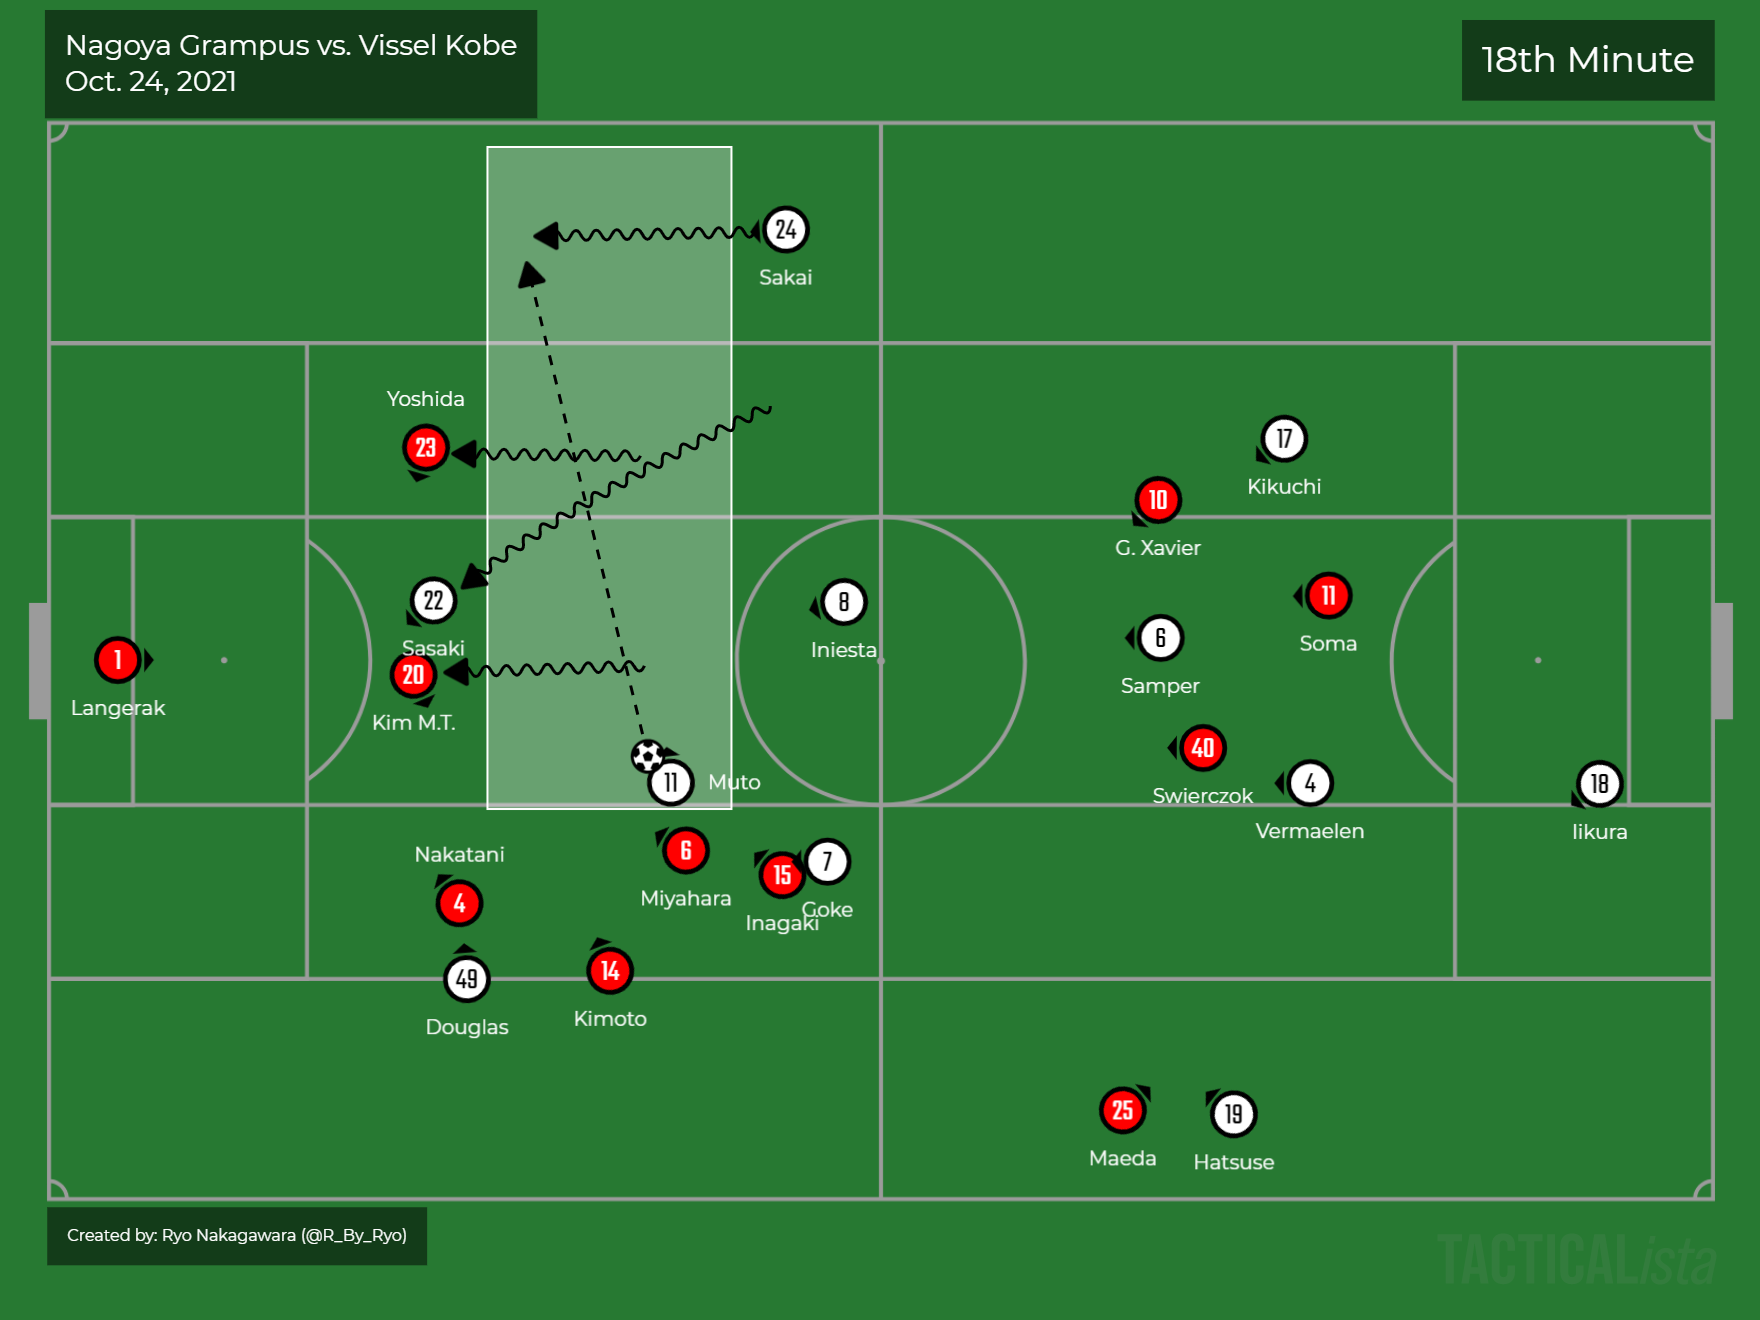 Nagoya Grampus vs. Vissel Kobe
Oct. 24, 2021
18th Minute
24
Sakai
Yoshida
23
17
Kikuchi
10
G. Xavier
22
Sasaki
8
Iniesta
11
Soma
6
Samper
1
Langerak
20
Kim M.T.
11
Muto
40
Swierczok
4
Vermaelen
18
Iikura
Nakatani
4
6
Miyahara
15
Inagaki
7
Goke
49
Douglas
14
Kimoto
25
Maeda
19
Hatsuse
Created by: Ryo Nakagawara (@R_By_Ryo)
TACTICALista